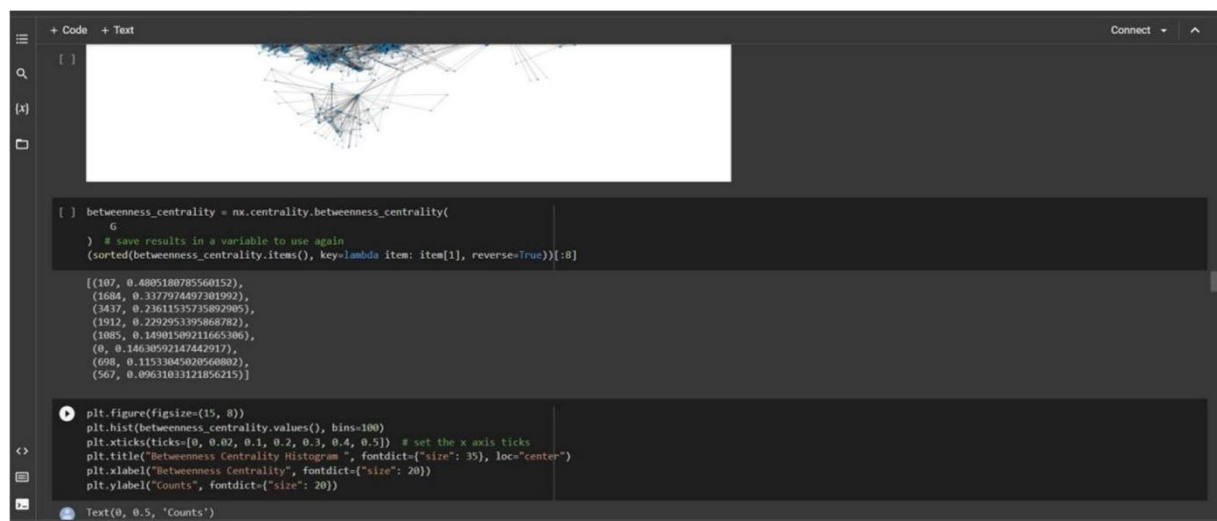 + Code + Text
Connect
[ ]
{x}
[ ] betweenness_centrality = nx.centrality.betweenness_centrality(
    G
)  # save results in a variable to use again
(sorted(betweenness_centrality.items(), key=lambda item: item[1], reverse=True))[:8]
[(107, 0.4805180785560152),
 (1684, 0.3377974497301992),
 (3437, 0.23611535735892905),
 (1912, 0.2292953395868782),
 (1085, 0.14901509211665306),
 (0, 0.14630592147442917),
 (698, 0.11533045020560802),
 (567, 0.09631033121856215)]
plt.figure(figsize=(15, 8))
plt.hist(betweenness_centrality.values(), bins=100)
plt.xticks(ticks=[0, 0.02, 0.1, 0.2, 0.3, 0.4, 0.5])  # set the x axis ticks
plt.title("Betweenness Centrality Histogram ", fontdict={"size": 35}, loc="center")
plt.xlabel("Betweenness Centrality", fontdict={"size": 20})
plt.ylabel("Counts", fontdict={"size": 20})
Text(0, 0.5, 'Counts')